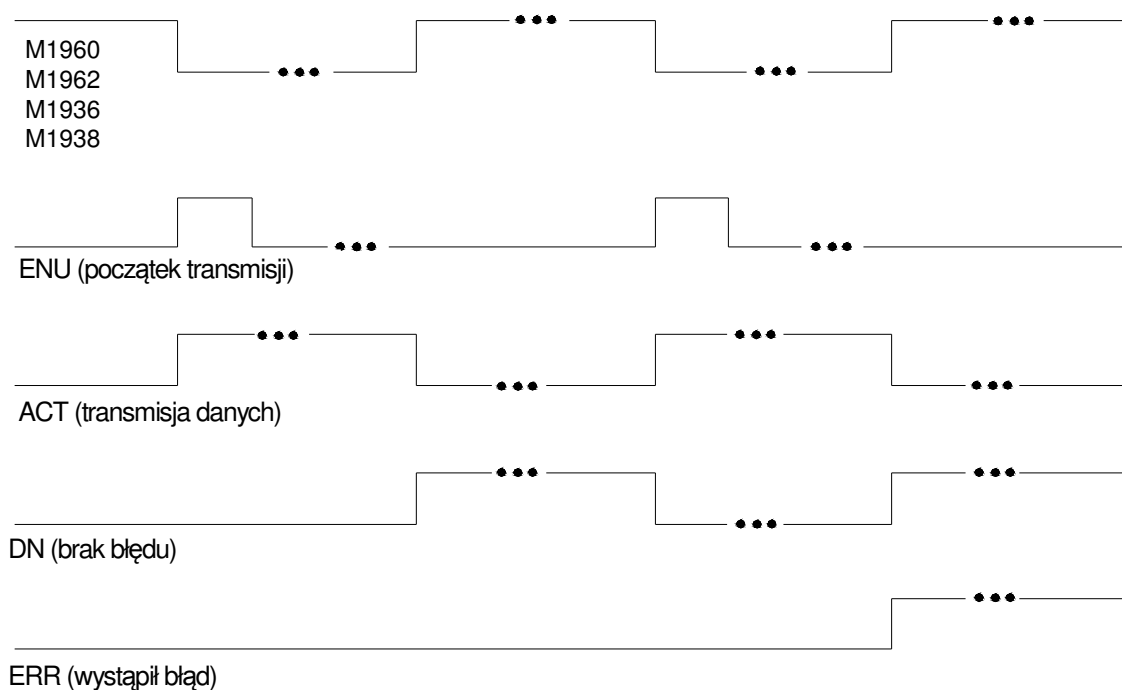 M1960
M1962
M1936
M1938
ENU (początek transmisji)
ACT (transmisja danych)
DN (brak błędu)
ERR (wystąpił błąd)